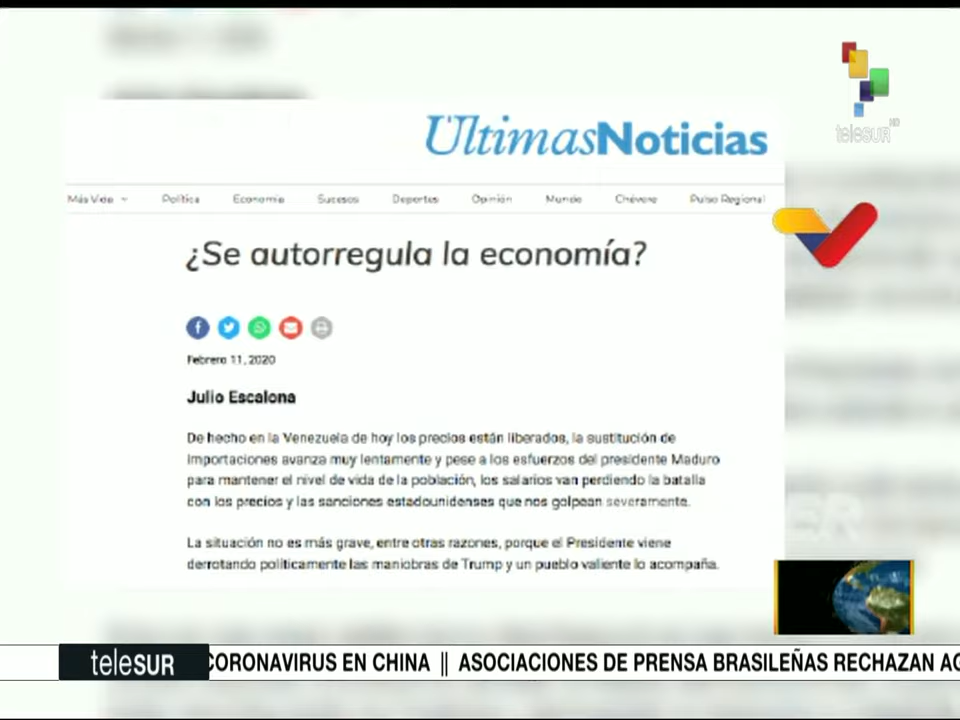 ÚltimasNoticias
teleSUR HD
Más Vida Política Economía Sucesos Deportes Opinión Mundo Chévere Pulso Regional
¿Se autorregula la economía?
Febrero 11, 2020
Julio Escalona
De hecho en la Venezuela de hoy los precios están liberados, la sustitución de
importaciones avanza muy lentamente y pese a los esfuerzos del presidente Maduro
para mantener el nivel de vida de la población, los salarios van perdiendo la batalla
con los precios y las sanciones estadounidenses que nos golpean severamente.
La situación no es más grave, entre otras razones, porque el Presidente viene
derrotando políticamente las maniobras de Trump y un pueblo valiente lo acompaña.
teleSUR CORONAVIRUS EN CHINA || ASOCIACIONES DE PRENSA BRASILEÑAS RECHAZAN AG